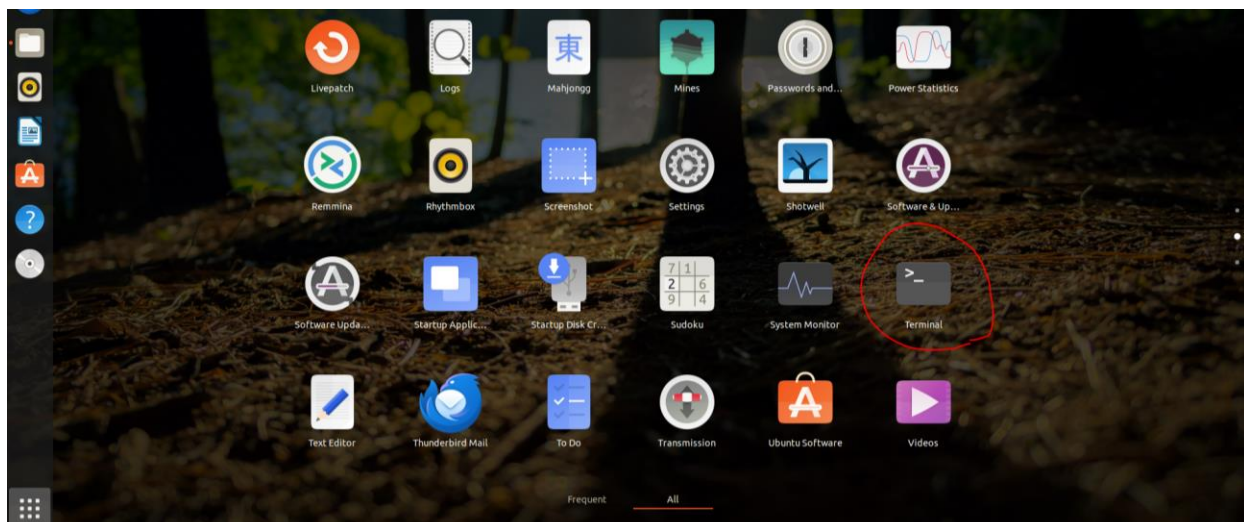 東
Livepatch
Logs
Mahjongg
Mines
Passwords and...
Power Statistics
Remmina
Rhythmbox
Screenshot
Settings
Shotwell
Software & Up...
7 1
2 6
9 4
>_
Software Upda...
Startup Applic...
Startup Disk Cr...
Sudoku
System Monitor
Terminal
Text Editor
Thunderbird Mail
To Do
Transmission
Ubuntu Software
Videos
?
Frequent
All